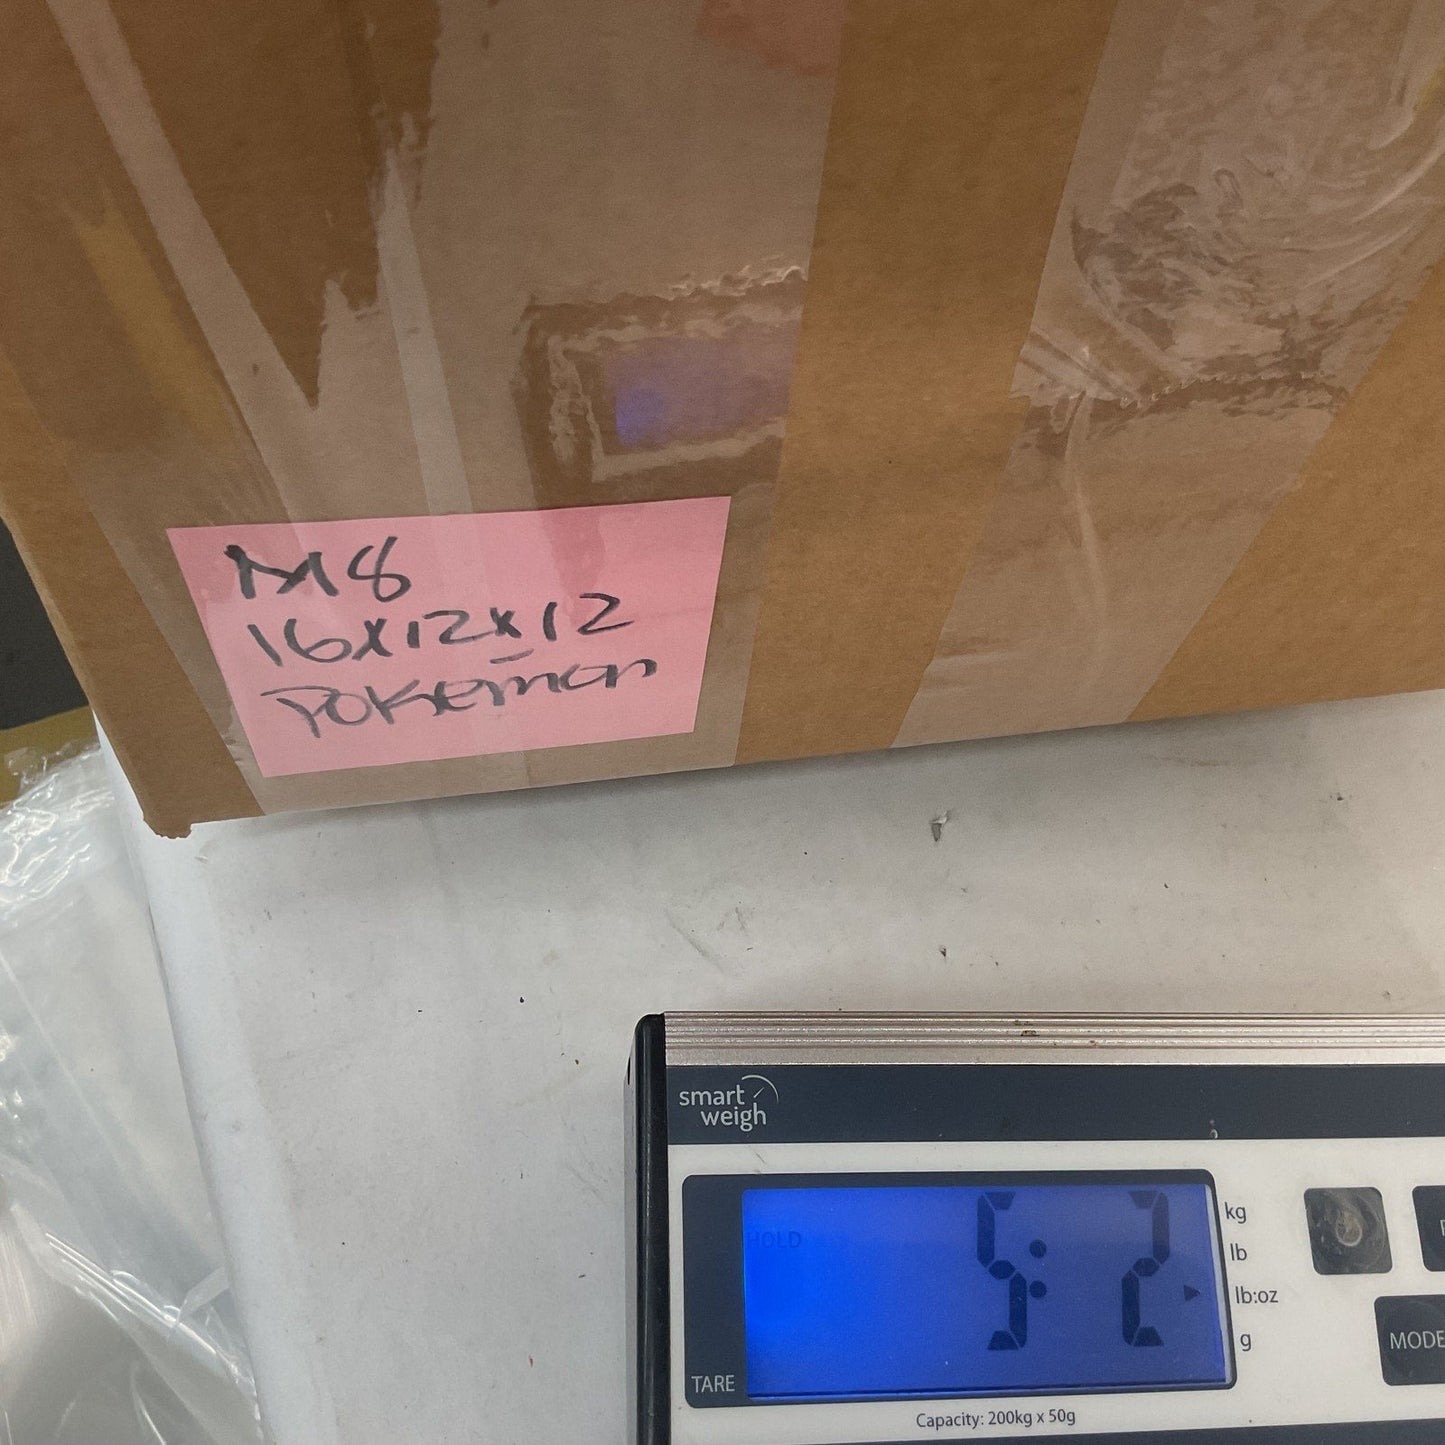 M8
16x12x12
Pokemon
smart
weigh
HOLD
5: 2
kg
lb
lb:oz
g
TARE
MODE
Capacity: 200kg x 50g